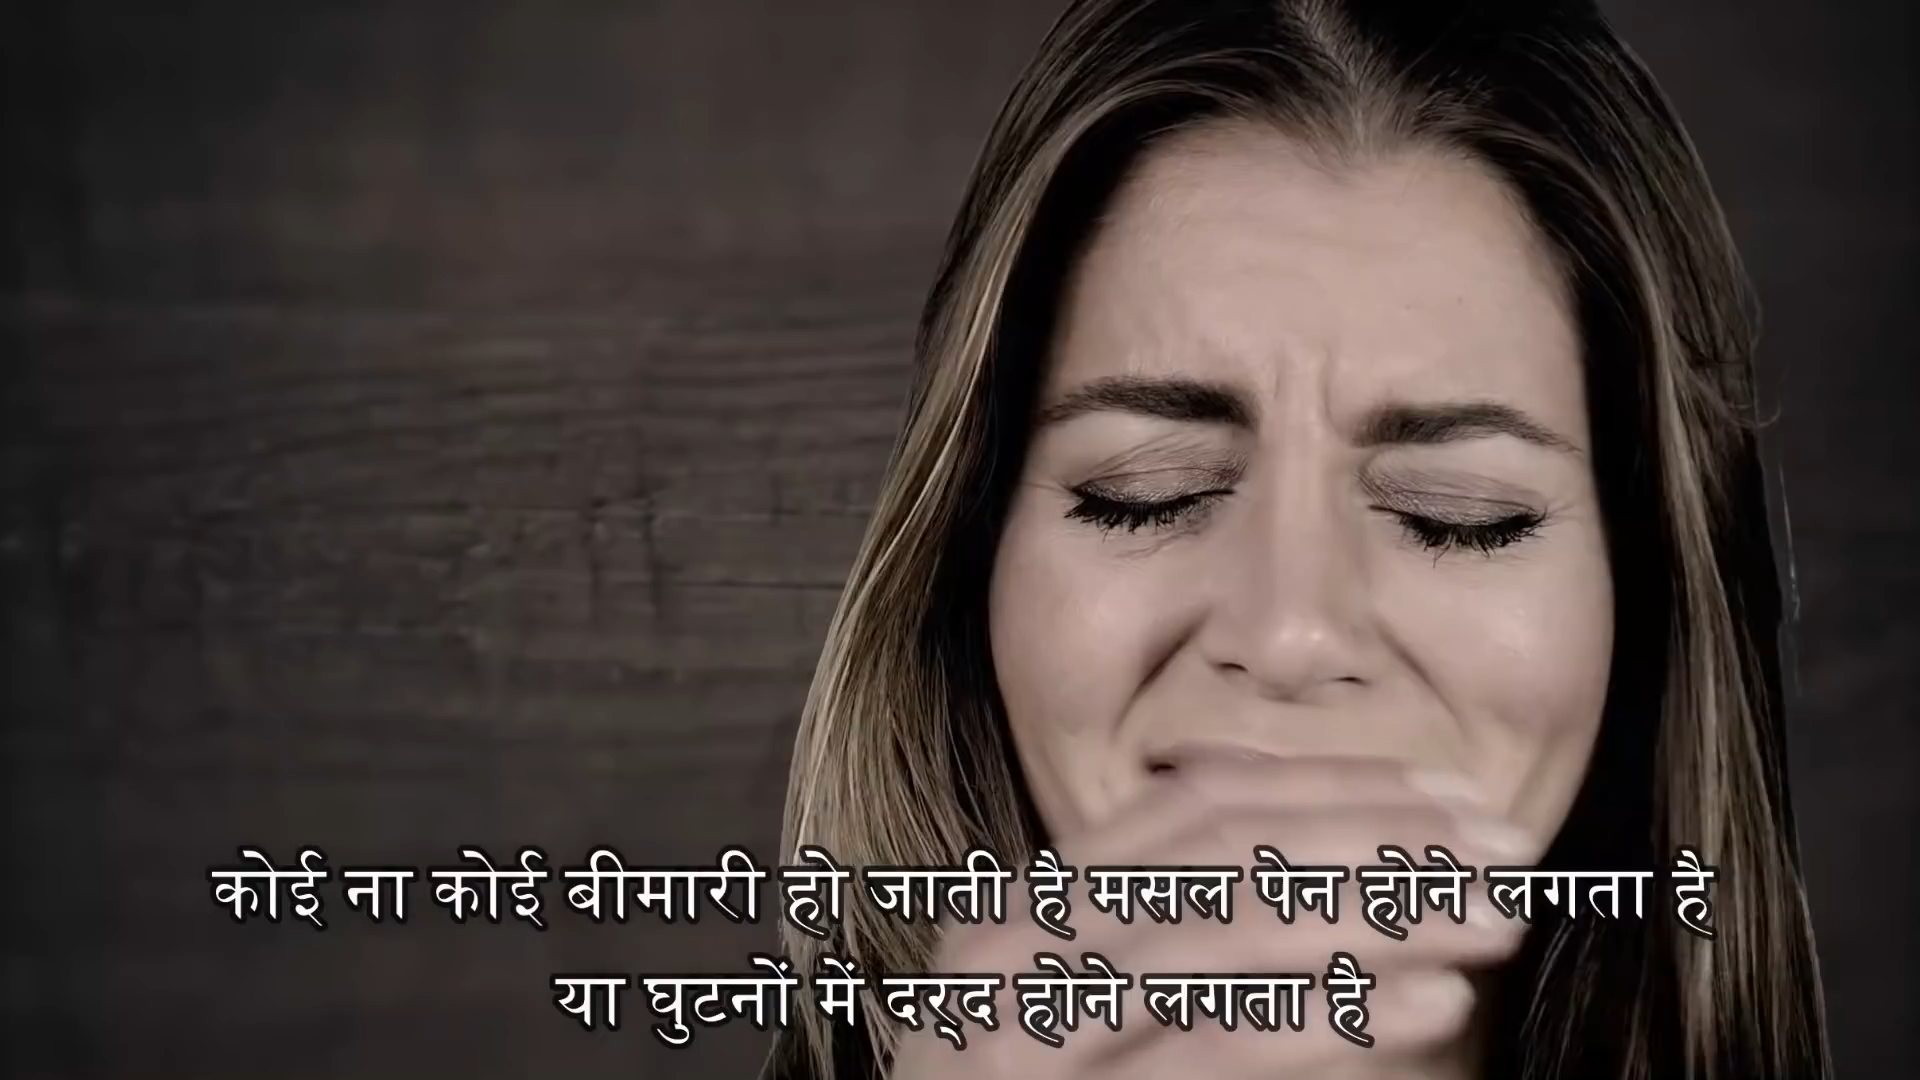 कोई ना कोई बीमारी हो जाती है मसल पेन होने लगता है
या घुटनों में दर्द होने लगता है